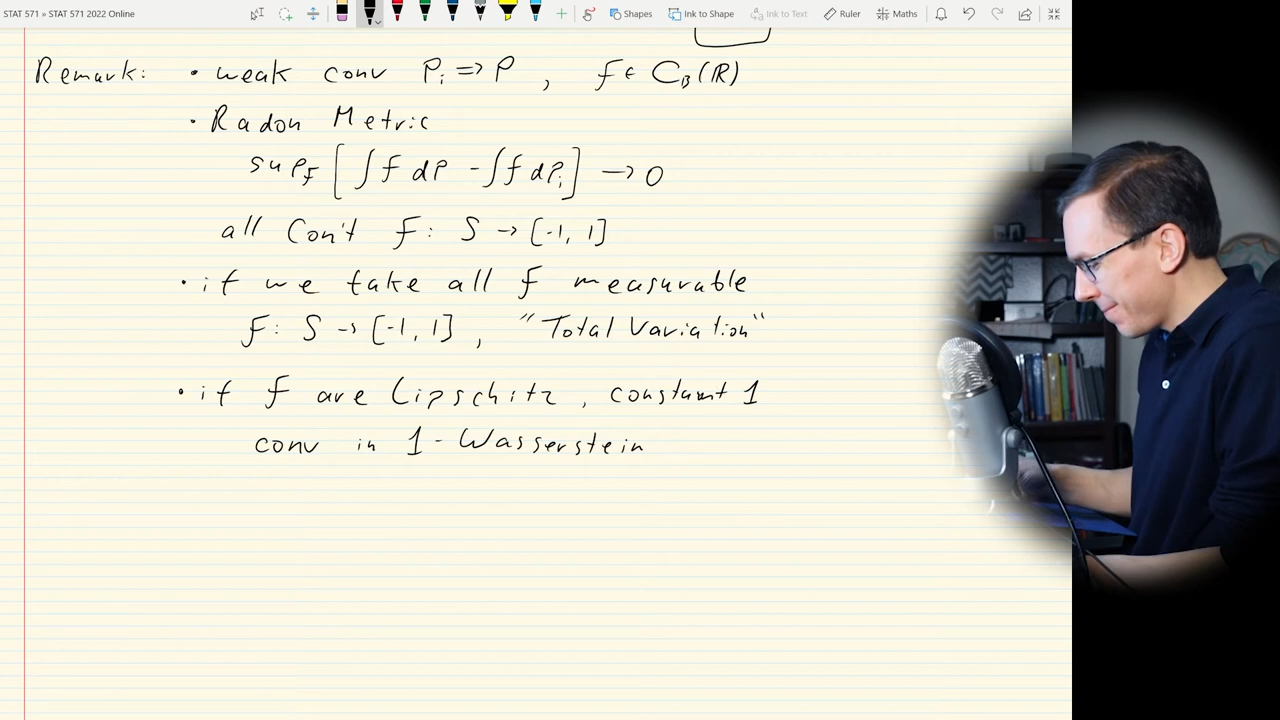 STAT 571 » STAT 571 2022 Online
Shapes
Ink to Shape
Ink to Text
Ruler
Maths
Remark: • weak conv Pi => P , f ∈ CB(ℝ)
• Radon Metric
supf [ ∫f dP - ∫f dPi ] → 0
all Con't f: S → [-1, 1]
• if we take all f measurable
f: S → [-1, 1] , "Total Variation"
• if f are Lipschitz, constant 1
conv in 1 - Wasserstein